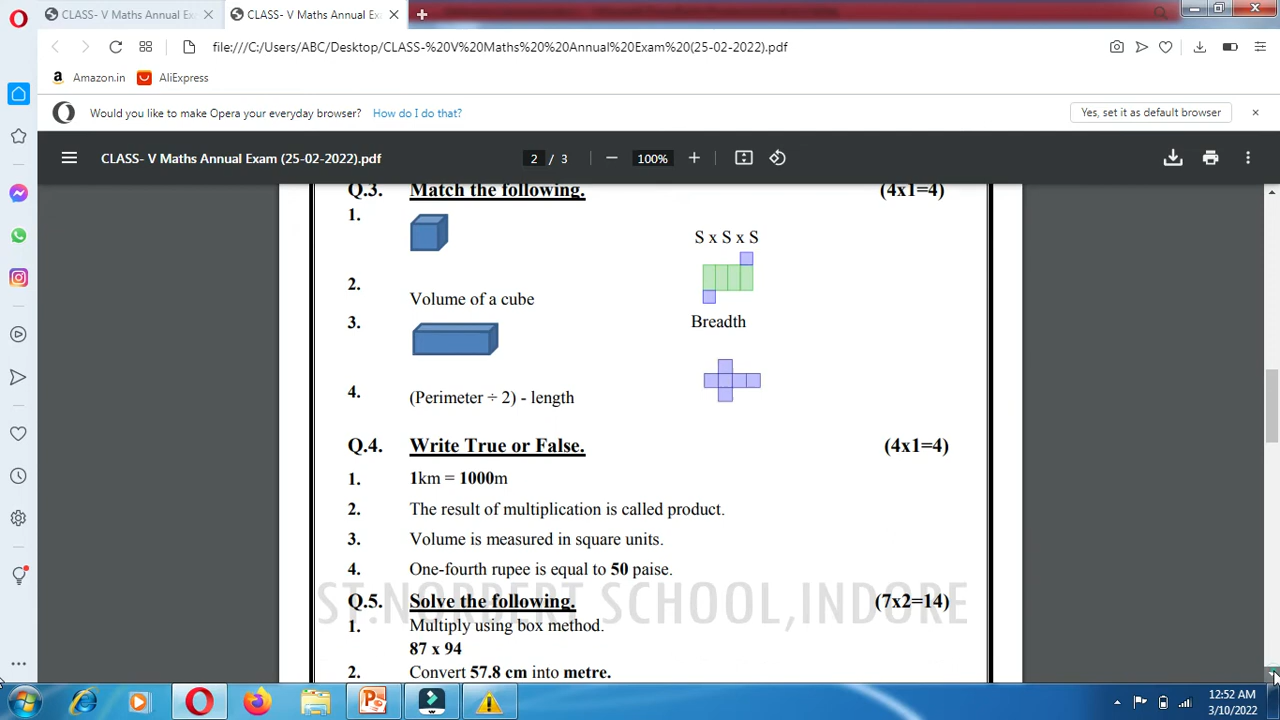 CLASS- V Maths Annual Exa
CLASS- V Maths Annual Exa
file:///C:/Users/ABC/Desktop/CLASS-%20V%20Maths%20%20Annual%20Exam%20(25-02-2022).pdf
Amazon.in
AliExpress
Would you like to make Opera your everyday browser? How do I do that?
Yes, set it as default browser
CLASS- V Maths Annual Exam (25-02-2022).pdf
2 / 3
100%
Q.3. Match the following. (4x1=4)
1.
S x S x S
2.
Volume of a cube
3.
Breadth
4.
(Perimeter ÷ 2) - length
Q.4. Write True or False. (4x1=4)
1. 1km = 1000m
2. The result of multiplication is called product.
3. Volume is measured in square units.
4. One-fourth rupee is equal to 50 paise.
ST.NORBERT SCHOOL,INDORE
Q.5. Solve the following. (7x2=14)
1. Multiply using box method.
87 x 94
2. Convert 57.8 cm into metre.
12:52 AM
3/10/2022